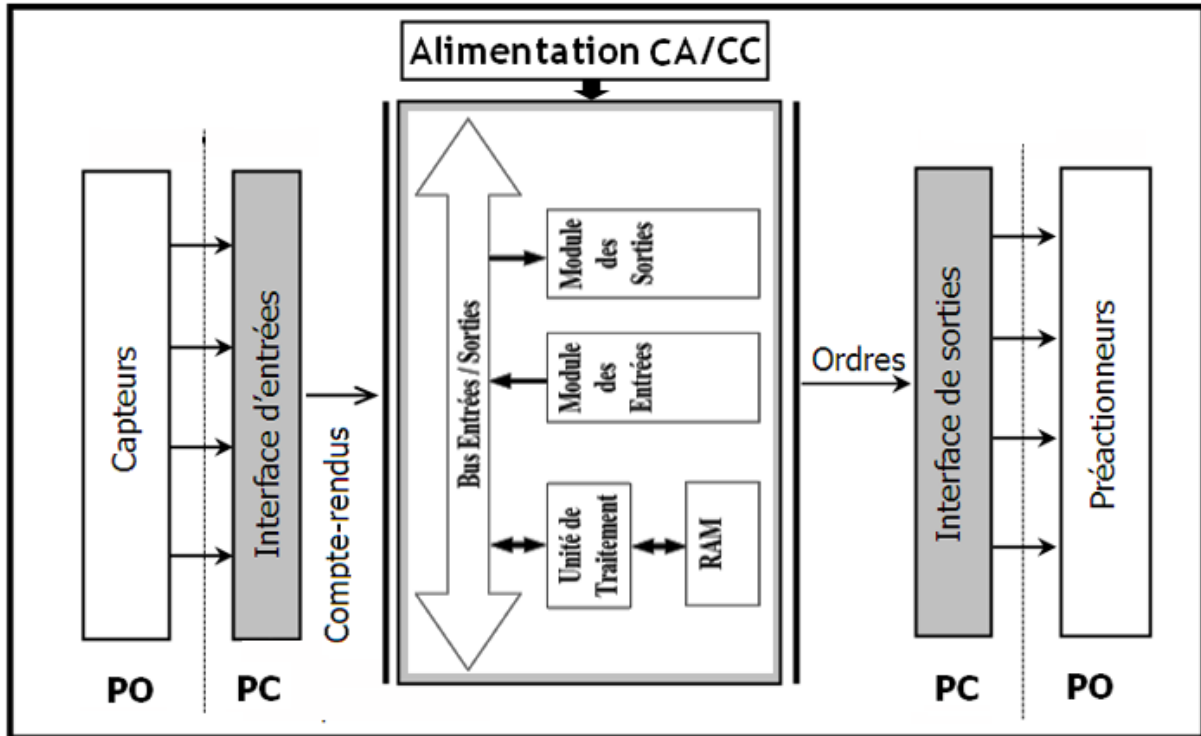 Alimentation CA/CC
Capteurs
Interface d'entrées
Compte-rendus
Bus Entrées / Sorties
Module
des
Sorties
Module
des
Entrées
Unité de
Traitement
RAM
Ordres
Interface de sorties
Préactionneurs
PO
PC
PC
PO